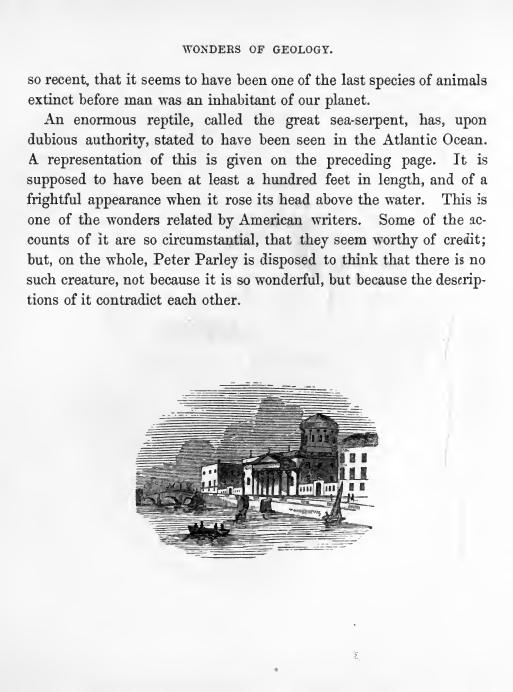 WONDERS OF GEOLOGY.
so recent, that it seems to have been one of the last species of animals
extinct before man was an inhabitant of our planet.
An enormous reptile, called the great sea-serpent, has, upon
dubious authority, stated to have been seen in the Atlantic Ocean.
A representation of this is given on the preceding page. It is
supposed to have been at least a hundred feet in length, and of a
frightful appearance when it rose its head above the water. This is
one of the wonders related by American writers. Some of the ac-
counts of it are so circumstantial, that they seem worthy of credit;
but, on the whole, Peter Parley is disposed to think that there is no
such creature, not because it is so wonderful, but because the descrip-
tions of it contradict each other.